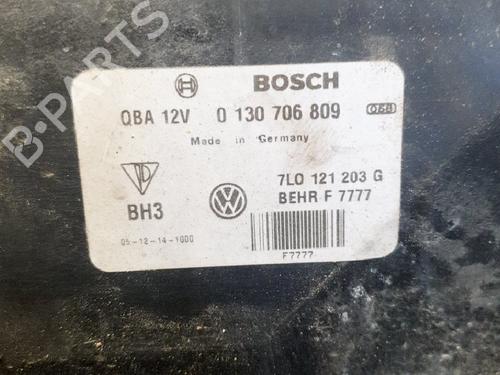 B-PARTS
BOSCH
QBA 12V 0 130 706 809 068
Made in Germany
7L0 121 203 G
BH3
BEHR F 7777
05-12-14-1000
F7777